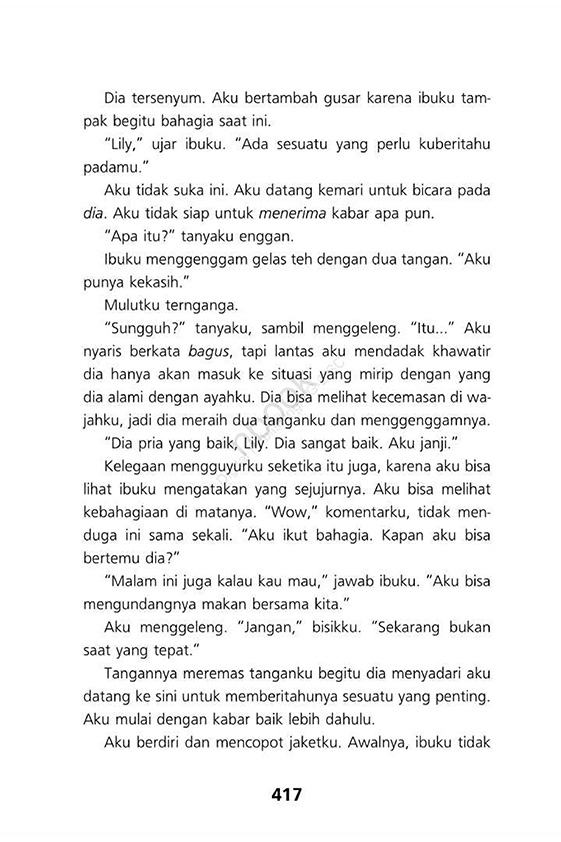 Dia tersenyum. Aku bertambah gusar karena ibuku tam-
pak begitu bahagia saat ini.
“Lily,” ujar ibuku. “Ada sesuatu yang perlu kuberitahu
padamu.”
Aku tidak suka ini. Aku datang kemari untuk bicara pada
dia. Aku tidak siap untuk menerima kabar apa pun.
“Apa itu?” tanyaku enggan.
Ibuku menggenggam gelas teh dengan dua tangan. “Aku
punya kekasih.”
Mulutku ternganga.
“Sungguh?” tanyaku, sambil menggeleng. “Itu...” Aku
nyaris berkata bagus, tapi lantas aku mendadak khawatir
dia hanya akan masuk ke situasi yang mirip dengan yang
dia alami dengan ayahku. Dia bisa melihat kecemasan di wa-
jahku, jadi dia meraih dua tanganku dan menggenggamnya.
“Dia pria yang baik, Lily. Dia sangat baik. Aku janji.”
Kelegaan mengguyurku seketika itu juga, karena aku bisa
lihat ibuku mengatakan yang sejujurnya. Aku bisa melihat
kebahagiaan di matanya. “Wow,” komentarku, tidak men-
duga ini sama sekali. “Aku ikut bahagia. Kapan aku bisa
bertemu dia?”
“Malam ini juga kalau kau mau,” jawab ibuku. “Aku bisa
mengundangnya makan bersama kita.”
Aku menggeleng. “Jangan,” bisikku. “Sekarang bukan
saat yang tepat.”
Tangannya meremas tanganku begitu dia menyadari aku
datang ke sini untuk memberitahunya sesuatu yang penting.
Aku mulai dengan kabar baik lebih dahulu.
Aku berdiri dan mencopot jaketku. Awalnya, ibuku tidak
417